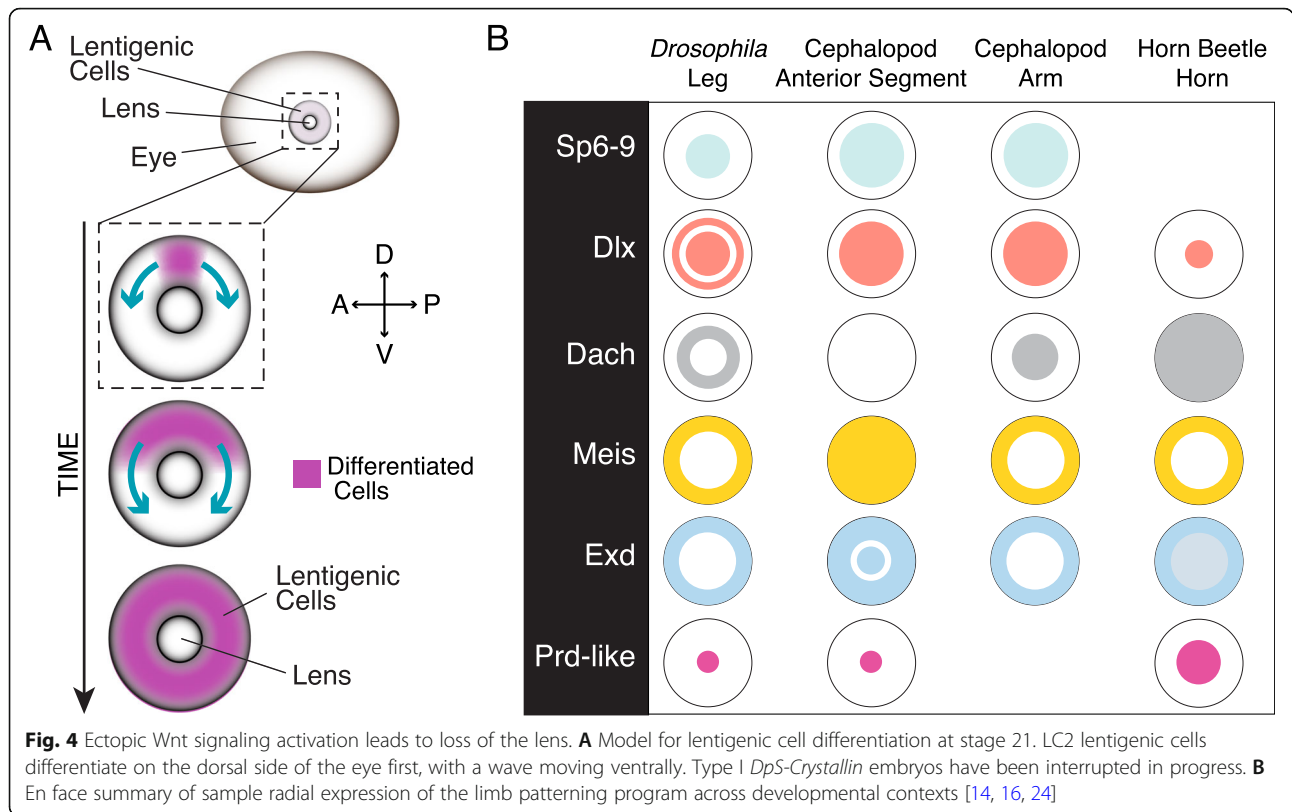 A
Lentigenic
Cells
Lens
Eye
D
A P
V
TIME
Differentiated
Cells
Lentigenic
Cells
Lens
B
Drosophila
Leg
Cephalopod
Anterior Segment
Cephalopod
Arm
Horn Beetle
Horn
Sp6-9
Dlx
Dach
Meis
Exd
Prd-like
Fig. 4 Ectopic Wnt signaling activation leads to loss of the lens. A Model for lentigenic cell differentiation at stage 21. LC2 lentigenic cells
differentiate on the dorsal side of the eye first, with a wave moving ventrally. Type I DpS-Crystallin embryos have been interrupted in progress. B
En face summary of sample radial expression of the limb patterning program across developmental contexts [14, 16, 24]